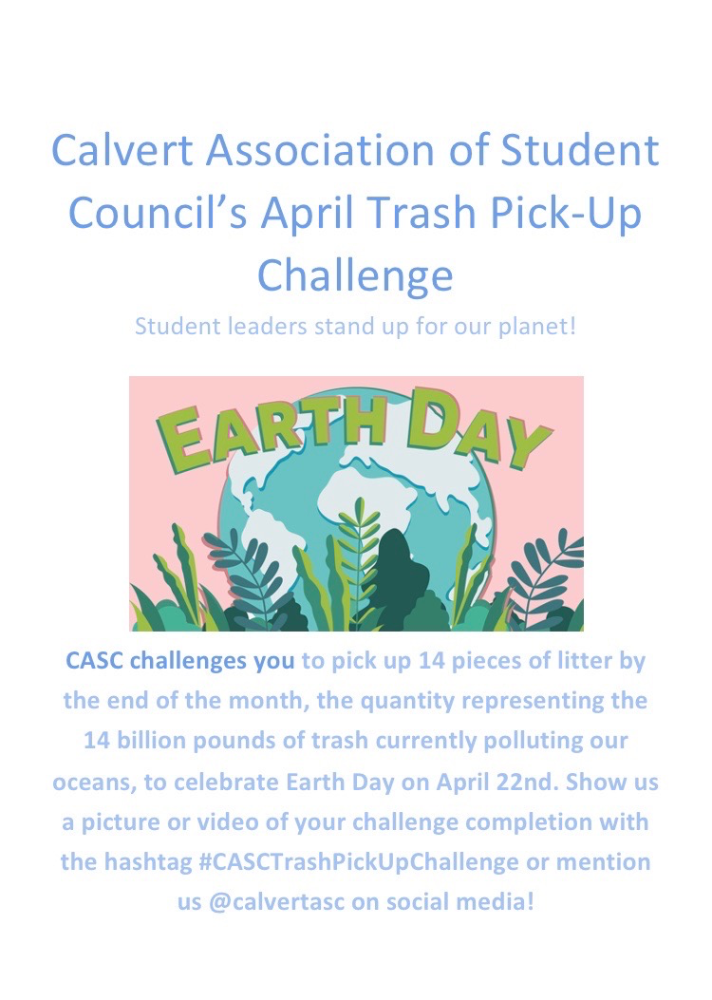 Calvert Association of Student
Council’s April Trash Pick-Up
Challenge
Student leaders stand up for our planet!
EARTH DAY
CASC challenges you to pick up 14 pieces of litter by
the end of the month, the quantity representing the
14 billion pounds of trash currently polluting our
oceans, to celebrate Earth Day on April 22nd. Show us
a picture or video of your challenge completion with
the hashtag #CASCTrashPickUpChallenge or mention
us @calvertasc on social media!